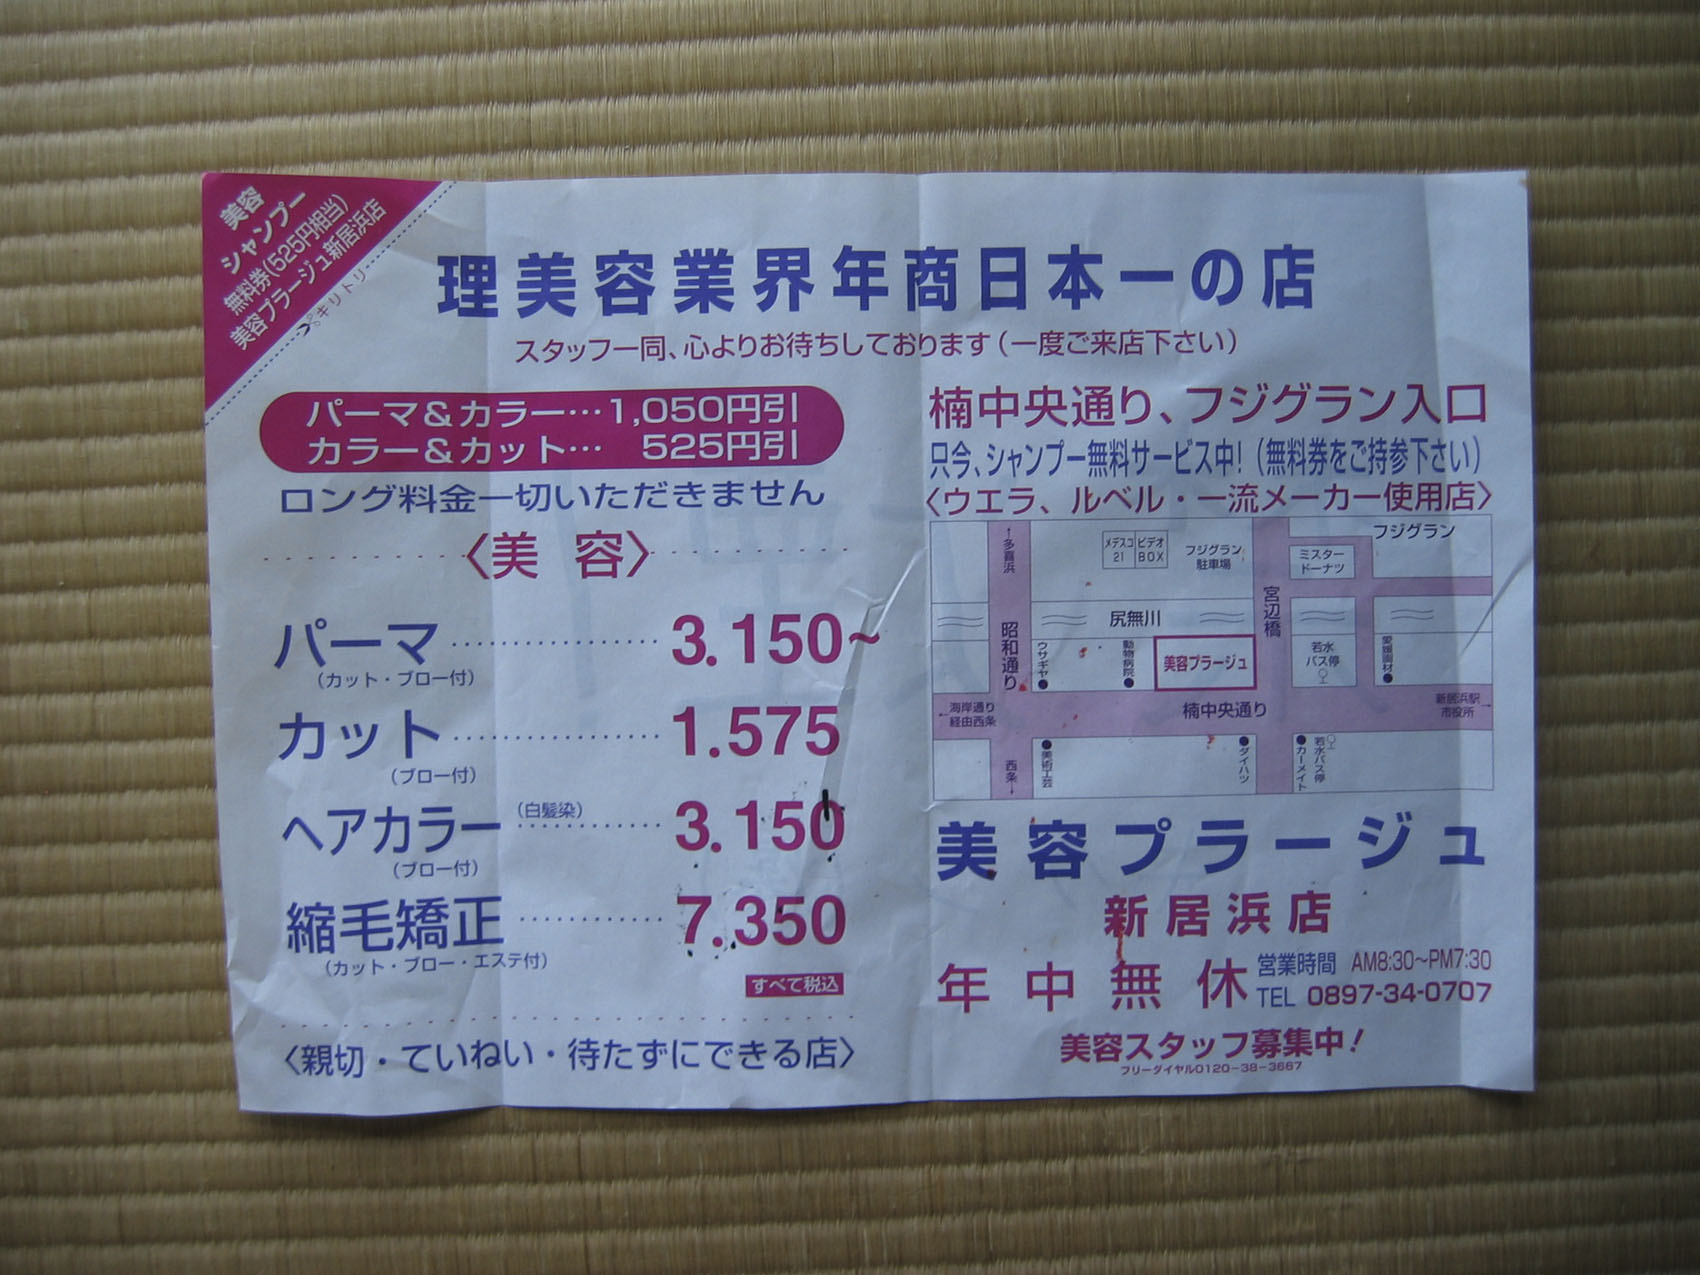 美容
シャンプー
無料券(525円相当)
美容プラージュ新居浜店
キリトリ
理美容業界年商日本一の店
スタッフ一同、心よりお待ちしております(一度ご来店下さい)
パーマ&カラー…1,050円引
カラー&カット… 525円引
ロング料金一切いただきません
〈美 容〉
パーマ………………3.150~
(カット・ブロー付)
カット………………1.575
(ブロー付)
ヘアカラー(白髪染)…………3.150
(ブロー付)
縮毛矯正…………7.350
(カット・ブロー・エステ付)
すべて税込
〈親切・ていねい・待たずにできる店〉
楠中央通り、フジグラン入口
只今、シャンプー無料サービス中!(無料券をご持参下さい)
〈ウエラ、ルベル・一流メーカー使用店〉
↑多喜浜
メデスコ21
ビデオBOX
フジグラン
駐車場
ミスター
ドーナツ
フジグラン
昭和通り
尻無川
宮辺橋
ウサギヤ
動物病院
美容プラージュ
若水
バス停
愛媛画材
←海岸通り
経由西条
楠中央通り
新居浜駅
市役所→
西条→
美術工芸
ダイハツ
カーメイト
若水バス停
美容プラージュ
新居浜店
年中無休
営業時間 AM8:30~PM7:30
TEL 0897-34-0707
美容スタッフ募集中!
フリーダイヤル0120-38-3667